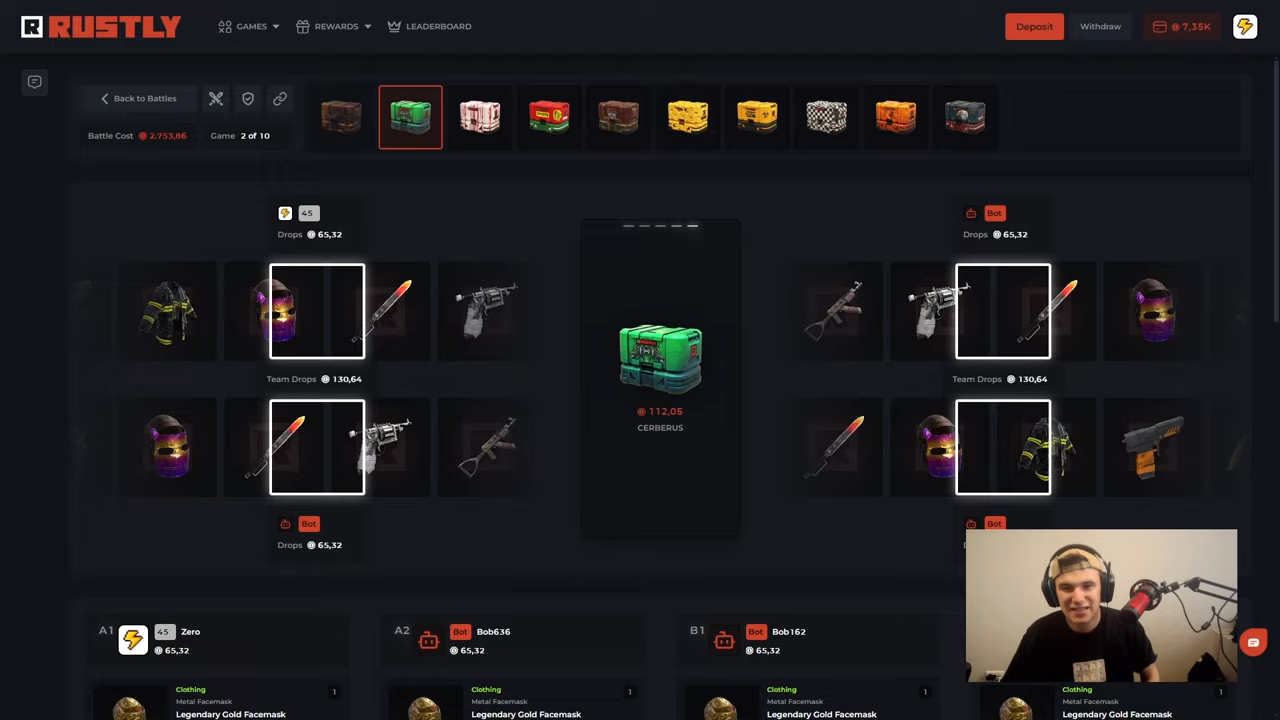 R RUSTLY
GAMES
REWARDS
LEADERBOARD
Deposit
Withdraw
7,35K
Back to Battles
Battle Cost 2.753,86
Game 2 of 10
45
Drops 65,32
Bot
Drops 65,32
Team Drops 130,64
Team Drops 130,64
112,05
CERBERUS
Bot
Drops 65,32
Bot
A1 45 Zero
65,32
A2 Bot Bob636
65,32
B1 Bot Bob162
65,32
Clothing 1
Metal Facemask
Legendary Gold Facemask
Clothing 1
Metal Facemask
Legendary Gold Facemask
Clothing 1
Metal Facemask
Legendary Gold Facemask
Clothing 1
Metal Facemask
Legendary Gold Facemask